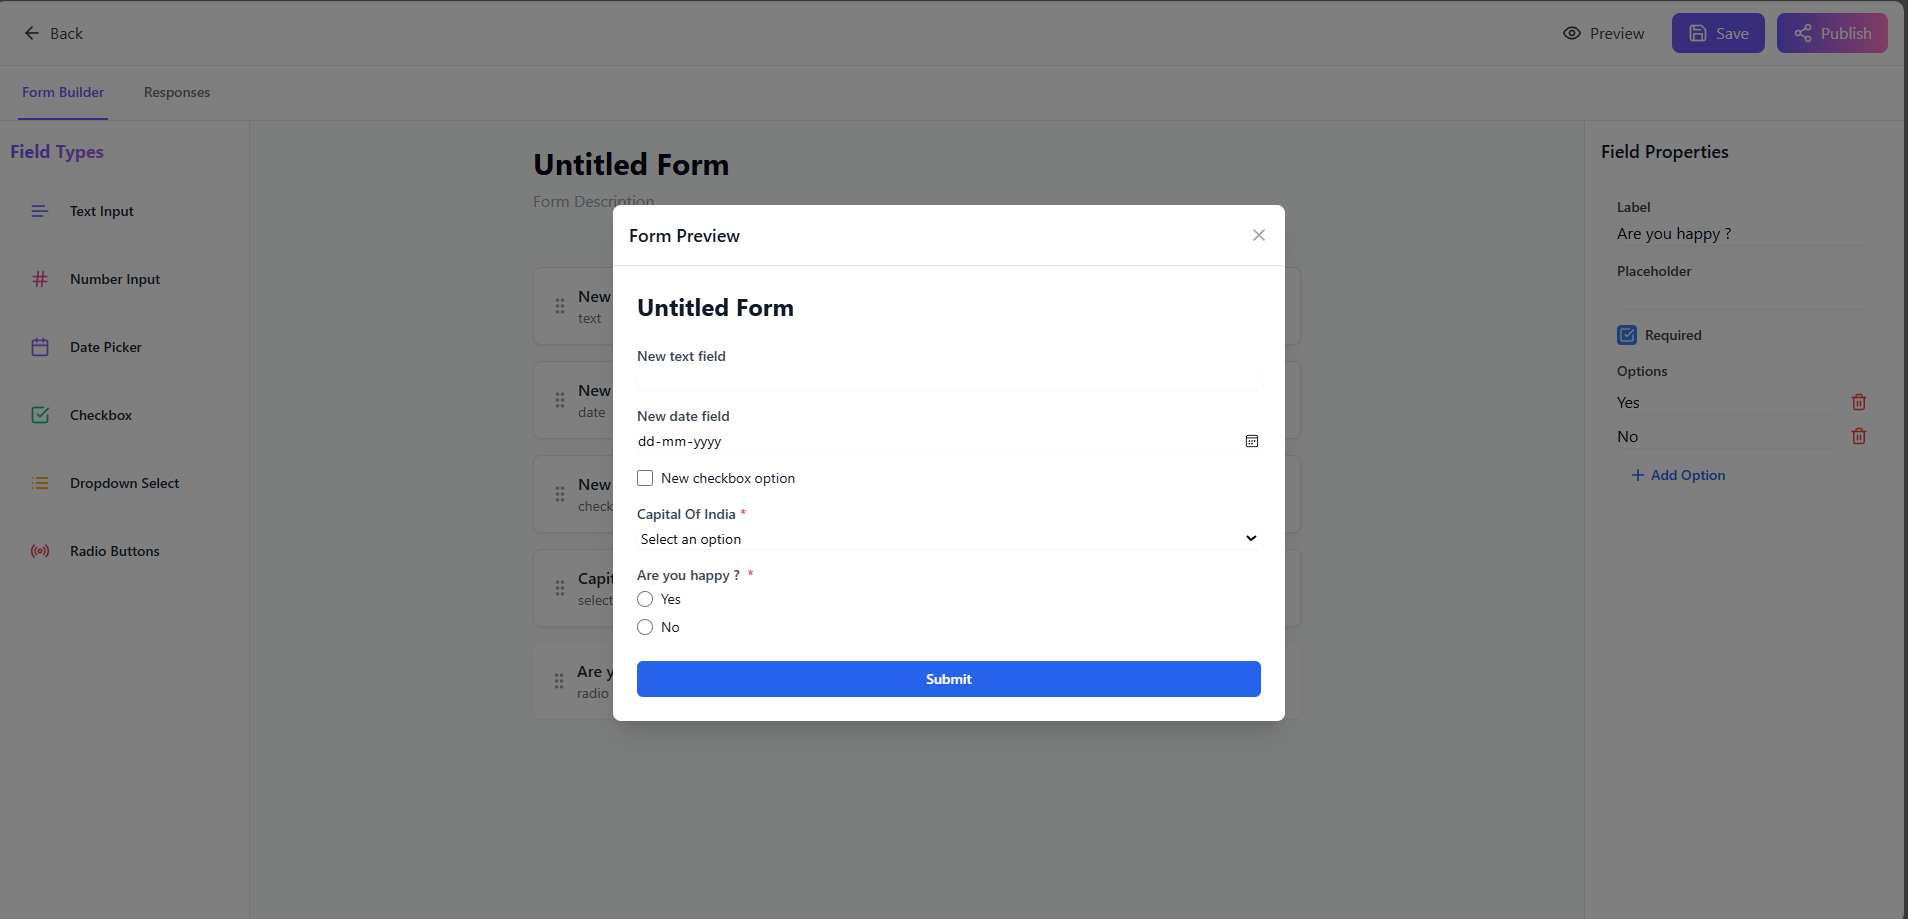 Back
Preview
Save
Publish
Form Builder
Responses
Field Types
Text Input
Number Input
Date Picker
Checkbox
Dropdown Select
Radio Buttons
Untitled Form
Form Description
New
text
New
date
New
check
Capit
select
Are y
radio
Form Preview
Untitled Form
New text field
New date field
dd-mm-yyyy
New checkbox option
Capital Of India *
Select an option
Are you happy ? *
Yes
No
Submit
Field Properties
Label
Are you happy ?
Placeholder
Required
Options
Yes
No
Add Option